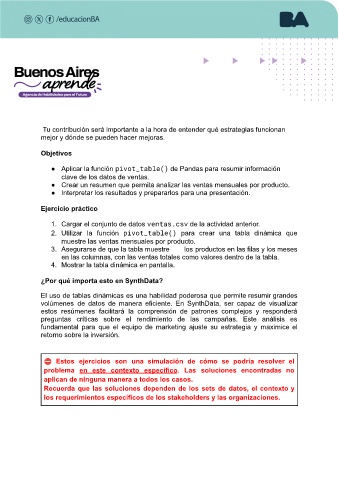 /educacionBA
BA
Buenos Aires
aprende
Agencia de Habilidades para el Futuro
Tu contribución será importante a la hora de entender qué estrategias funcionan
mejor y dónde se pueden hacer mejoras.
Objetivos
● Aplicar la función pivot_table() de Pandas para resumir información
clave de los datos de ventas.
● Crear un resumen que permita analizar las ventas mensuales por producto.
● Interpretar los resultados y prepararlos para una presentación.
Ejercicio práctico
1. Cargar el conjunto de datos ventas.csv de la actividad anterior.
2. Utilizar la función pivot_table() para crear una tabla dinámica que
muestre las ventas mensuales por producto.
3. Asegurarse de que la tabla muestre los productos en las filas y los meses
en las columnas, con las ventas totales como valores dentro de la tabla.
4. Mostrar la tabla dinámica en pantalla.
¿Por qué importa esto en SynthData?
El uso de tablas dinámicas es una habilidad poderosa que permite resumir grandes
volúmenes de datos de manera eficiente. En SynthData, ser capaz de visualizar
estos resúmenes facilitará la comprensión de patrones complejos y responderá
preguntas críticas sobre el rendimiento de las campañas. Este análisis es
fundamental para que el equipo de marketing ajuste su estrategia y maximice el
retorno sobre la inversión.
⛔ Estos ejercicios son una simulación de cómo se podría resolver el
problema en este contexto específico. Las soluciones encontradas no
aplican de ninguna manera a todos los casos.
Recuerda que las soluciones dependen de los sets de datos, el contexto y
los requerimientos específicos de los stakeholders y las organizaciones.